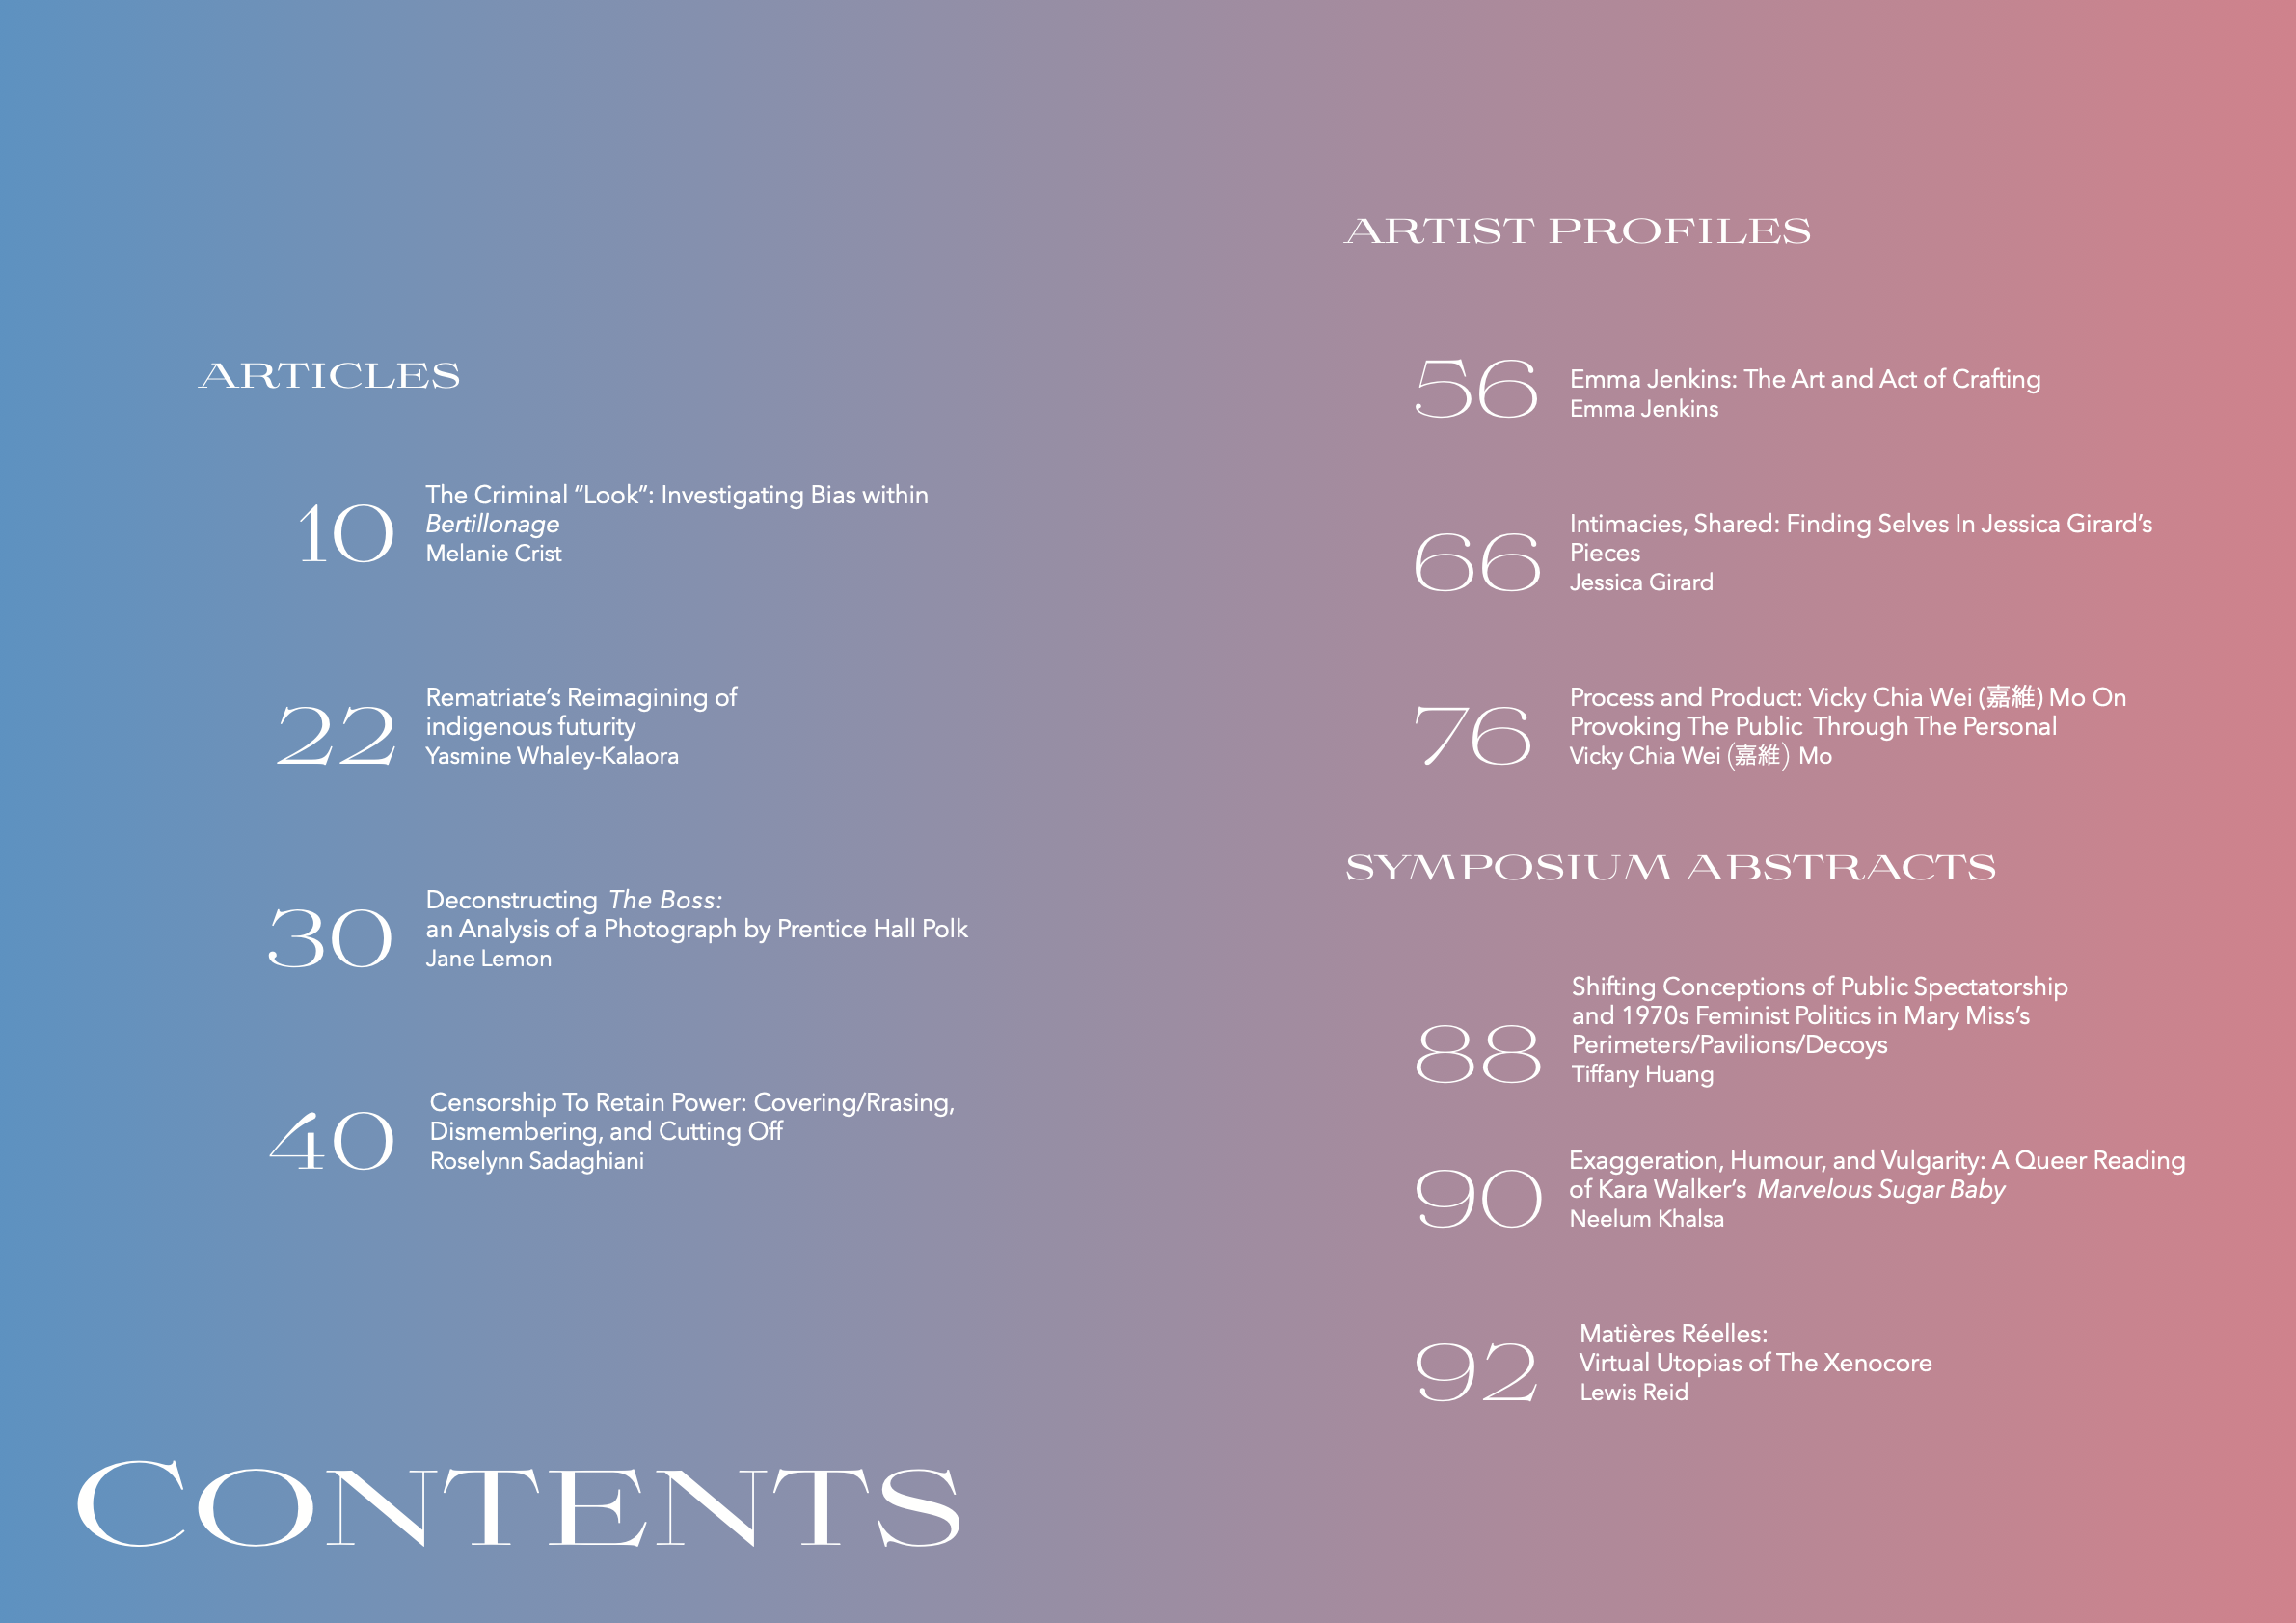 ARTICLES
10
The Criminal “Look”: Investigating Bias within
Bertillonage
Melanie Crist
22
Rematriate’s Reimagining of
indigenous futurity
Yasmine Whaley-Kalaora
30
Deconstructing The Boss:
an Analysis of a Photograph by Prentice Hall Polk
Jane Lemon
40
Censorship To Retain Power: Covering/Rrasing,
Dismembering, and Cutting Off
Roselynn Sadaghiani
CONTENTS
ARTIST PROFILES
56
Emma Jenkins: The Art and Act of Crafting
Emma Jenkins
66
Intimacies, Shared: Finding Selves In Jessica Girard’s
Pieces
Jessica Girard
76
Process and Product: Vicky Chia Wei (嘉維) Mo On
Provoking The Public Through The Personal
Vicky Chia Wei (嘉維) Mo
SYMPOSIUM ABSTRACTS
88
Shifting Conceptions of Public Spectatorship
and 1970s Feminist Politics in Mary Miss’s
Perimeters/Pavilions/Decoys
Tiffany Huang
90
Exaggeration, Humour, and Vulgarity: A Queer Reading
of Kara Walker’s Marvelous Sugar Baby
Neelum Khalsa
92
Matières Réelles:
Virtual Utopias of The Xenocore
Lewis Reid